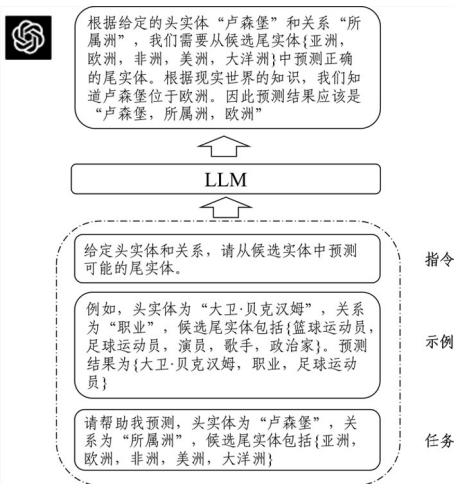 根据给定的头实体“卢森堡”和关系“所
属洲”，我们需要从候选尾实体{亚洲，
欧洲，非洲，美洲，大洋洲}中预测正确
的尾实体。根据现实世界的知识，我们知
道卢森堡位于欧洲。因此预测结果应该是
“卢森堡，所属洲，欧洲”
LLM
给定头实体和关系，请从候选实体中预测
可能的尾实体。
指令
例如，头实体为“大卫·贝克汉姆”，关系
为“职业”，候选尾实体包括{篮球运动员，
足球运动员，演员，歌手，政治家}。预测
结果为{大卫·贝克汉姆，职业，足球运动
员}
示例
请帮助我预测，头实体为“卢森堡”，关
系为“所属洲”，候选尾实体包括{亚洲，
欧洲，非洲，美洲，大洋洲}
任务